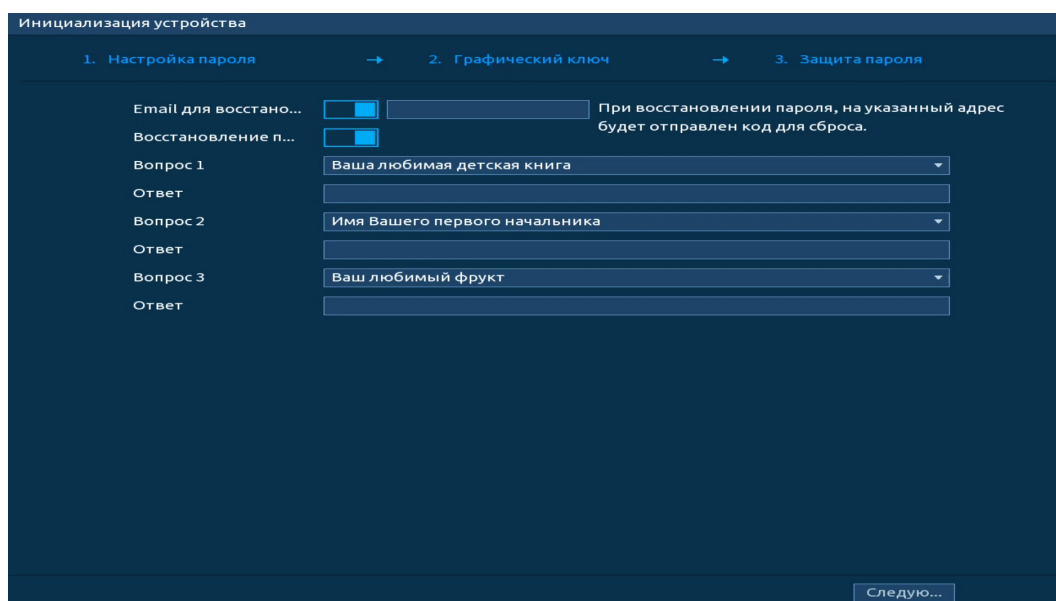 Инициализация устройства
1. Настройка пароля → 2. Графический ключ → 3. Защита пароля
Email для восстано... При восстановлении пароля, на указанный адрес
будет отправлен код для сброса.
Восстановление п...
Вопрос 1 Ваша любимая детская книга
Ответ
Вопрос 2 Имя Вашего первого начальника
Ответ
Вопрос 3 Ваш любимый фрукт
Ответ
Следую...